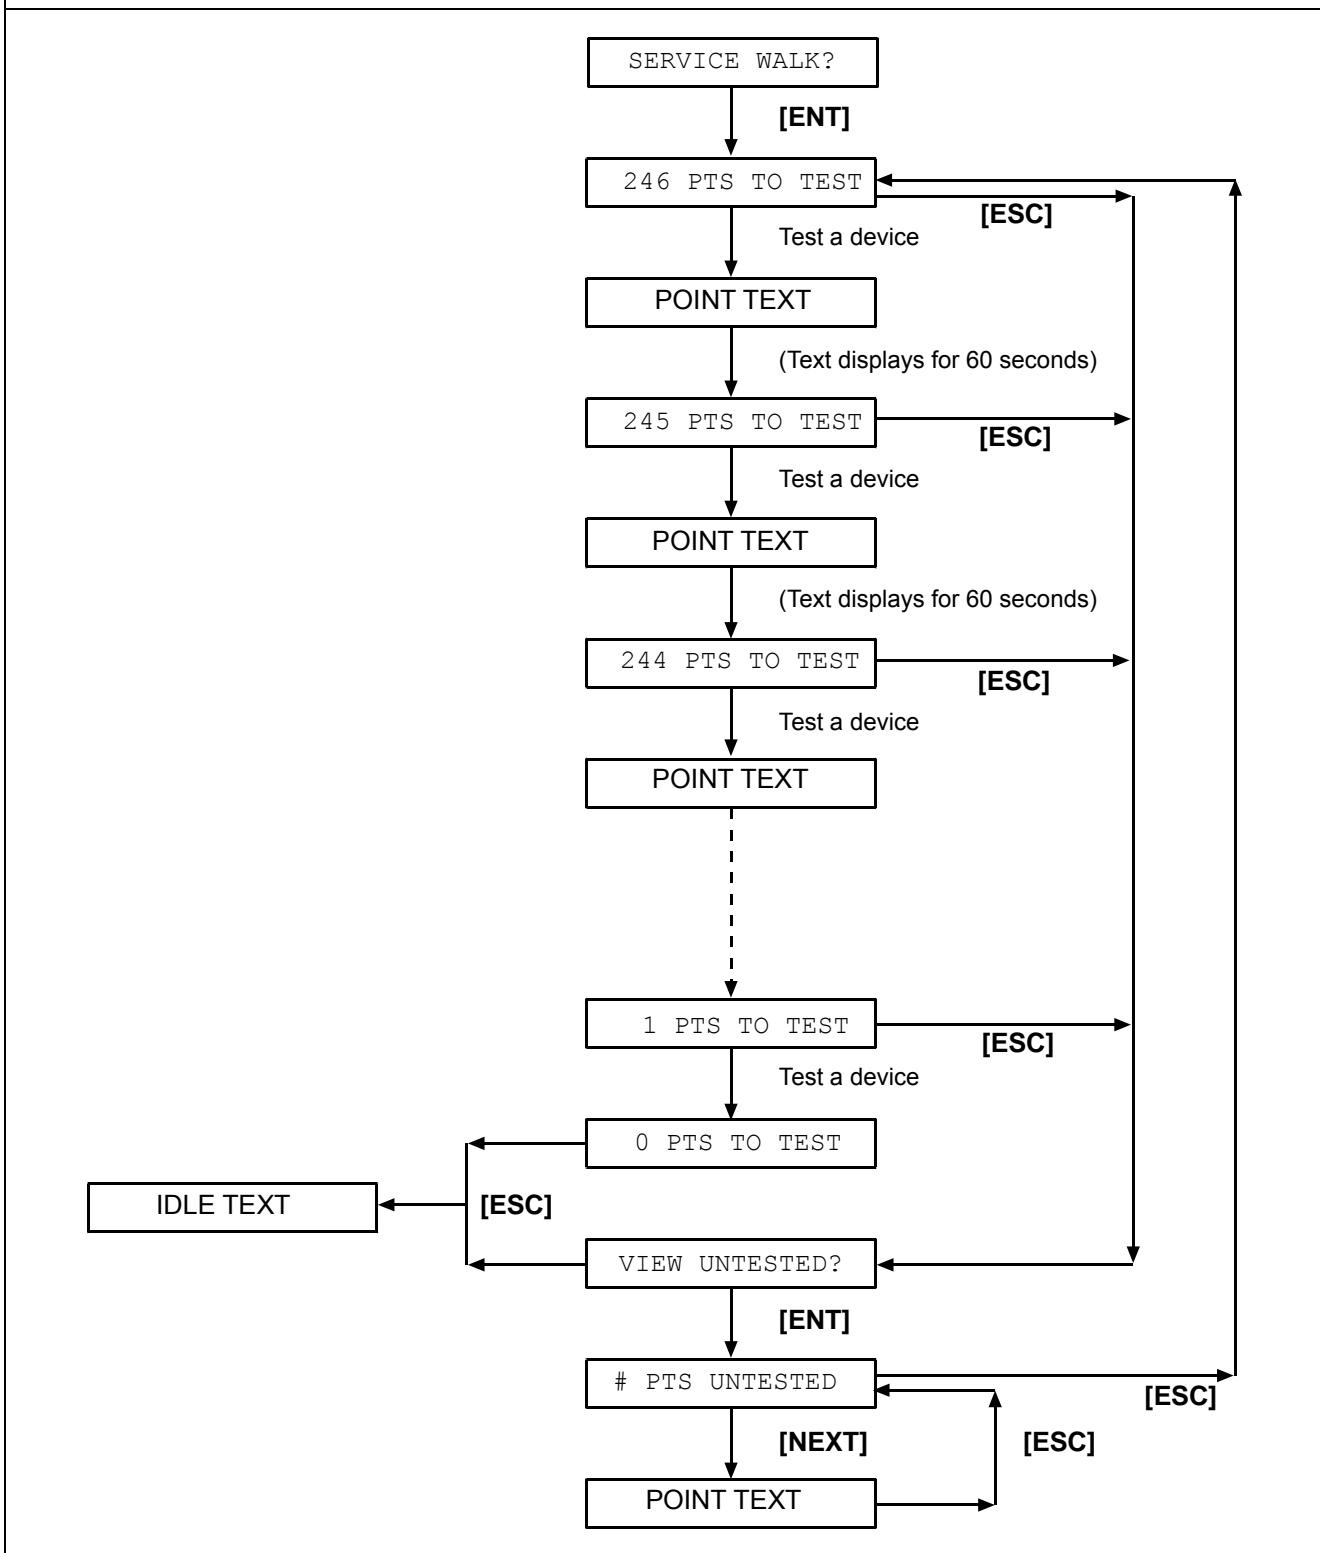 SERVICE WALK?
[ENT]
246 PTS TO TEST
[ESC]
Test a device
POINT TEXT
(Text displays for 60 seconds)
245 PTS TO TEST
[ESC]
Test a device
POINT TEXT
(Text displays for 60 seconds)
244 PTS TO TEST
[ESC]
Test a device
POINT TEXT
1 PTS TO TEST
[ESC]
Test a device
0 PTS TO TEST
IDLE TEXT
[ESC]
VIEW UNTESTED?
[ENT]
# PTS UNTESTED
[ESC]
[NEXT]
[ESC]
POINT TEXT